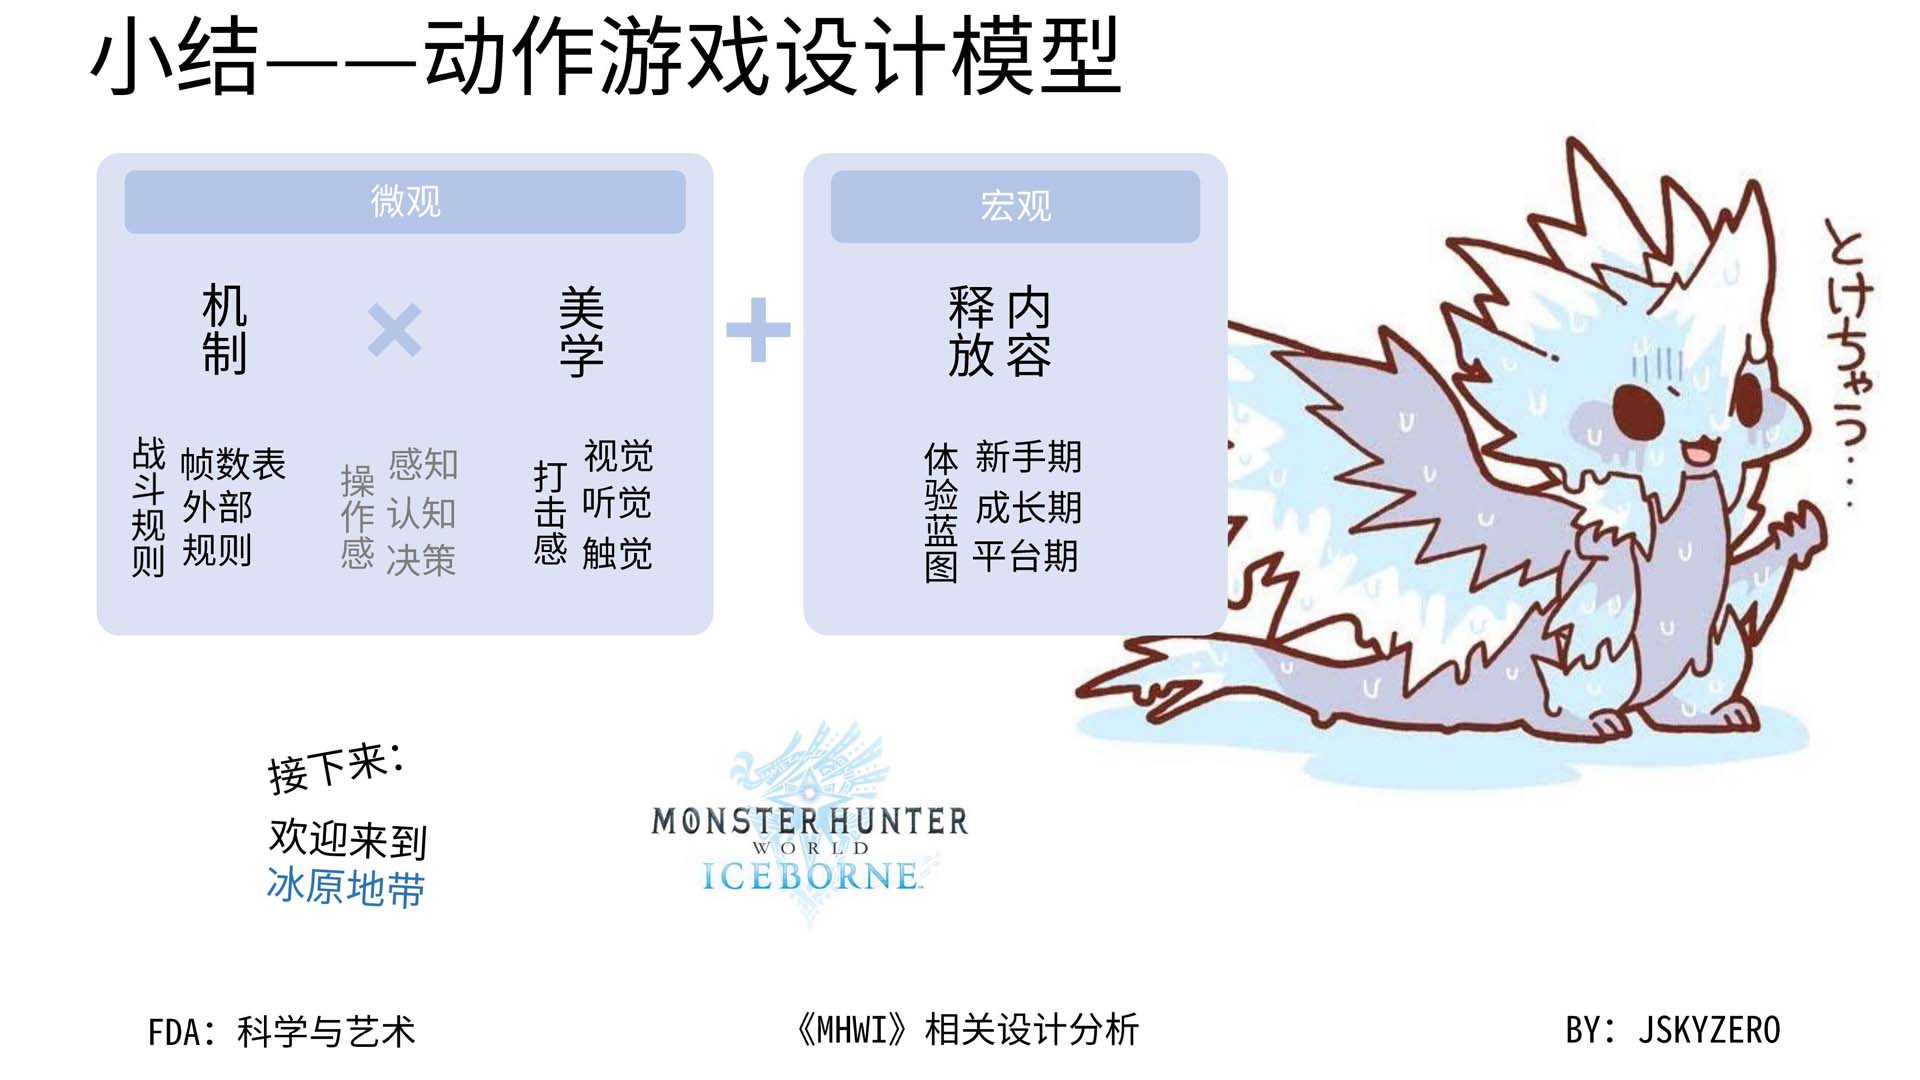 小结——动作游戏设计模型
微观
机制
×
美学
战斗规则
帧数表
外部
规则
操作感
感知
认知
决策
打击感
视觉
听觉
触觉
+
宏观
内容
释放
体验蓝图
新手期
成长期
平台期
とけちゃう...
接下来：
欢迎来到
冰原地带
MONSTER HUNTER
WORLD
ICEBORNE
FDA：科学与艺术
《MHWI》相关设计分析
BY：JSKYZERO